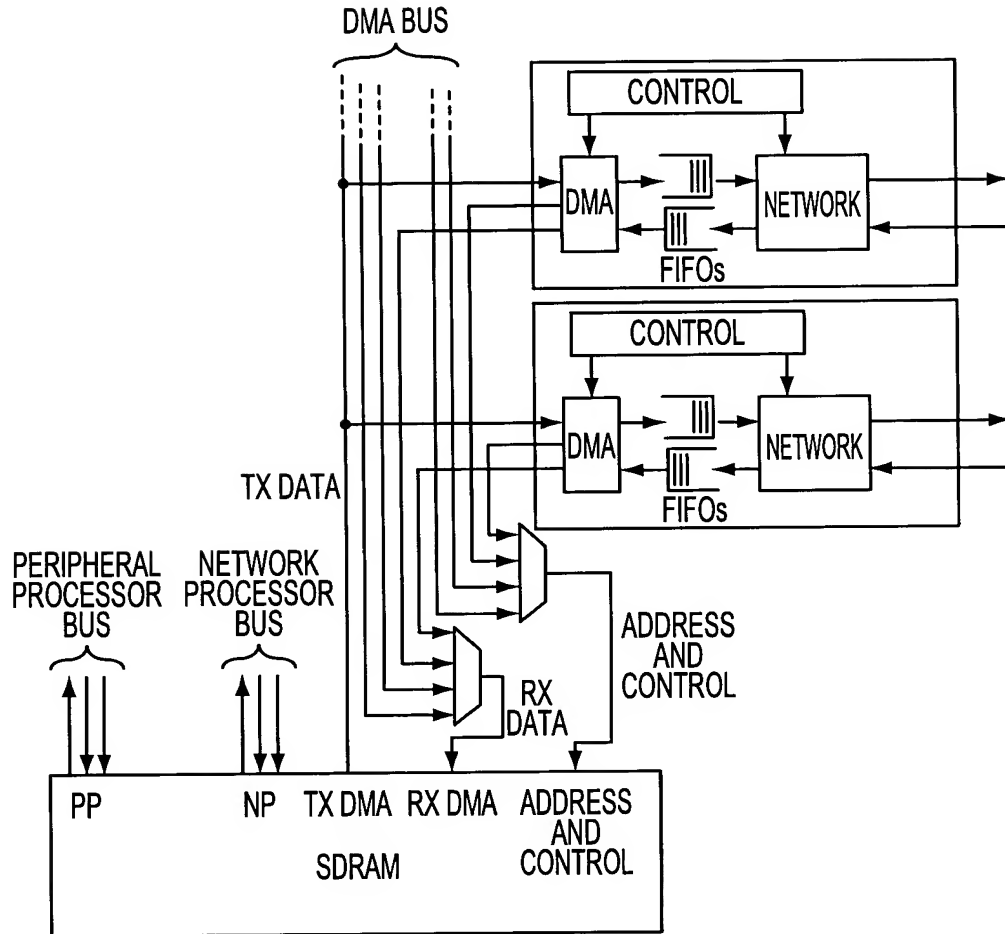 DMA BUS
CONTROL
DMA
NETWORK
FIFOs
CONTROL
DMA
NETWORK
FIFOs
TX DATA
PERIPHERAL
PROCESSOR
BUS
NETWORK
PROCESSOR
BUS
ADDRESS
AND
CONTROL
RX
DATA
PP
NP
TX DMA
RX DMA
ADDRESS
AND
CONTROL
SDRAM